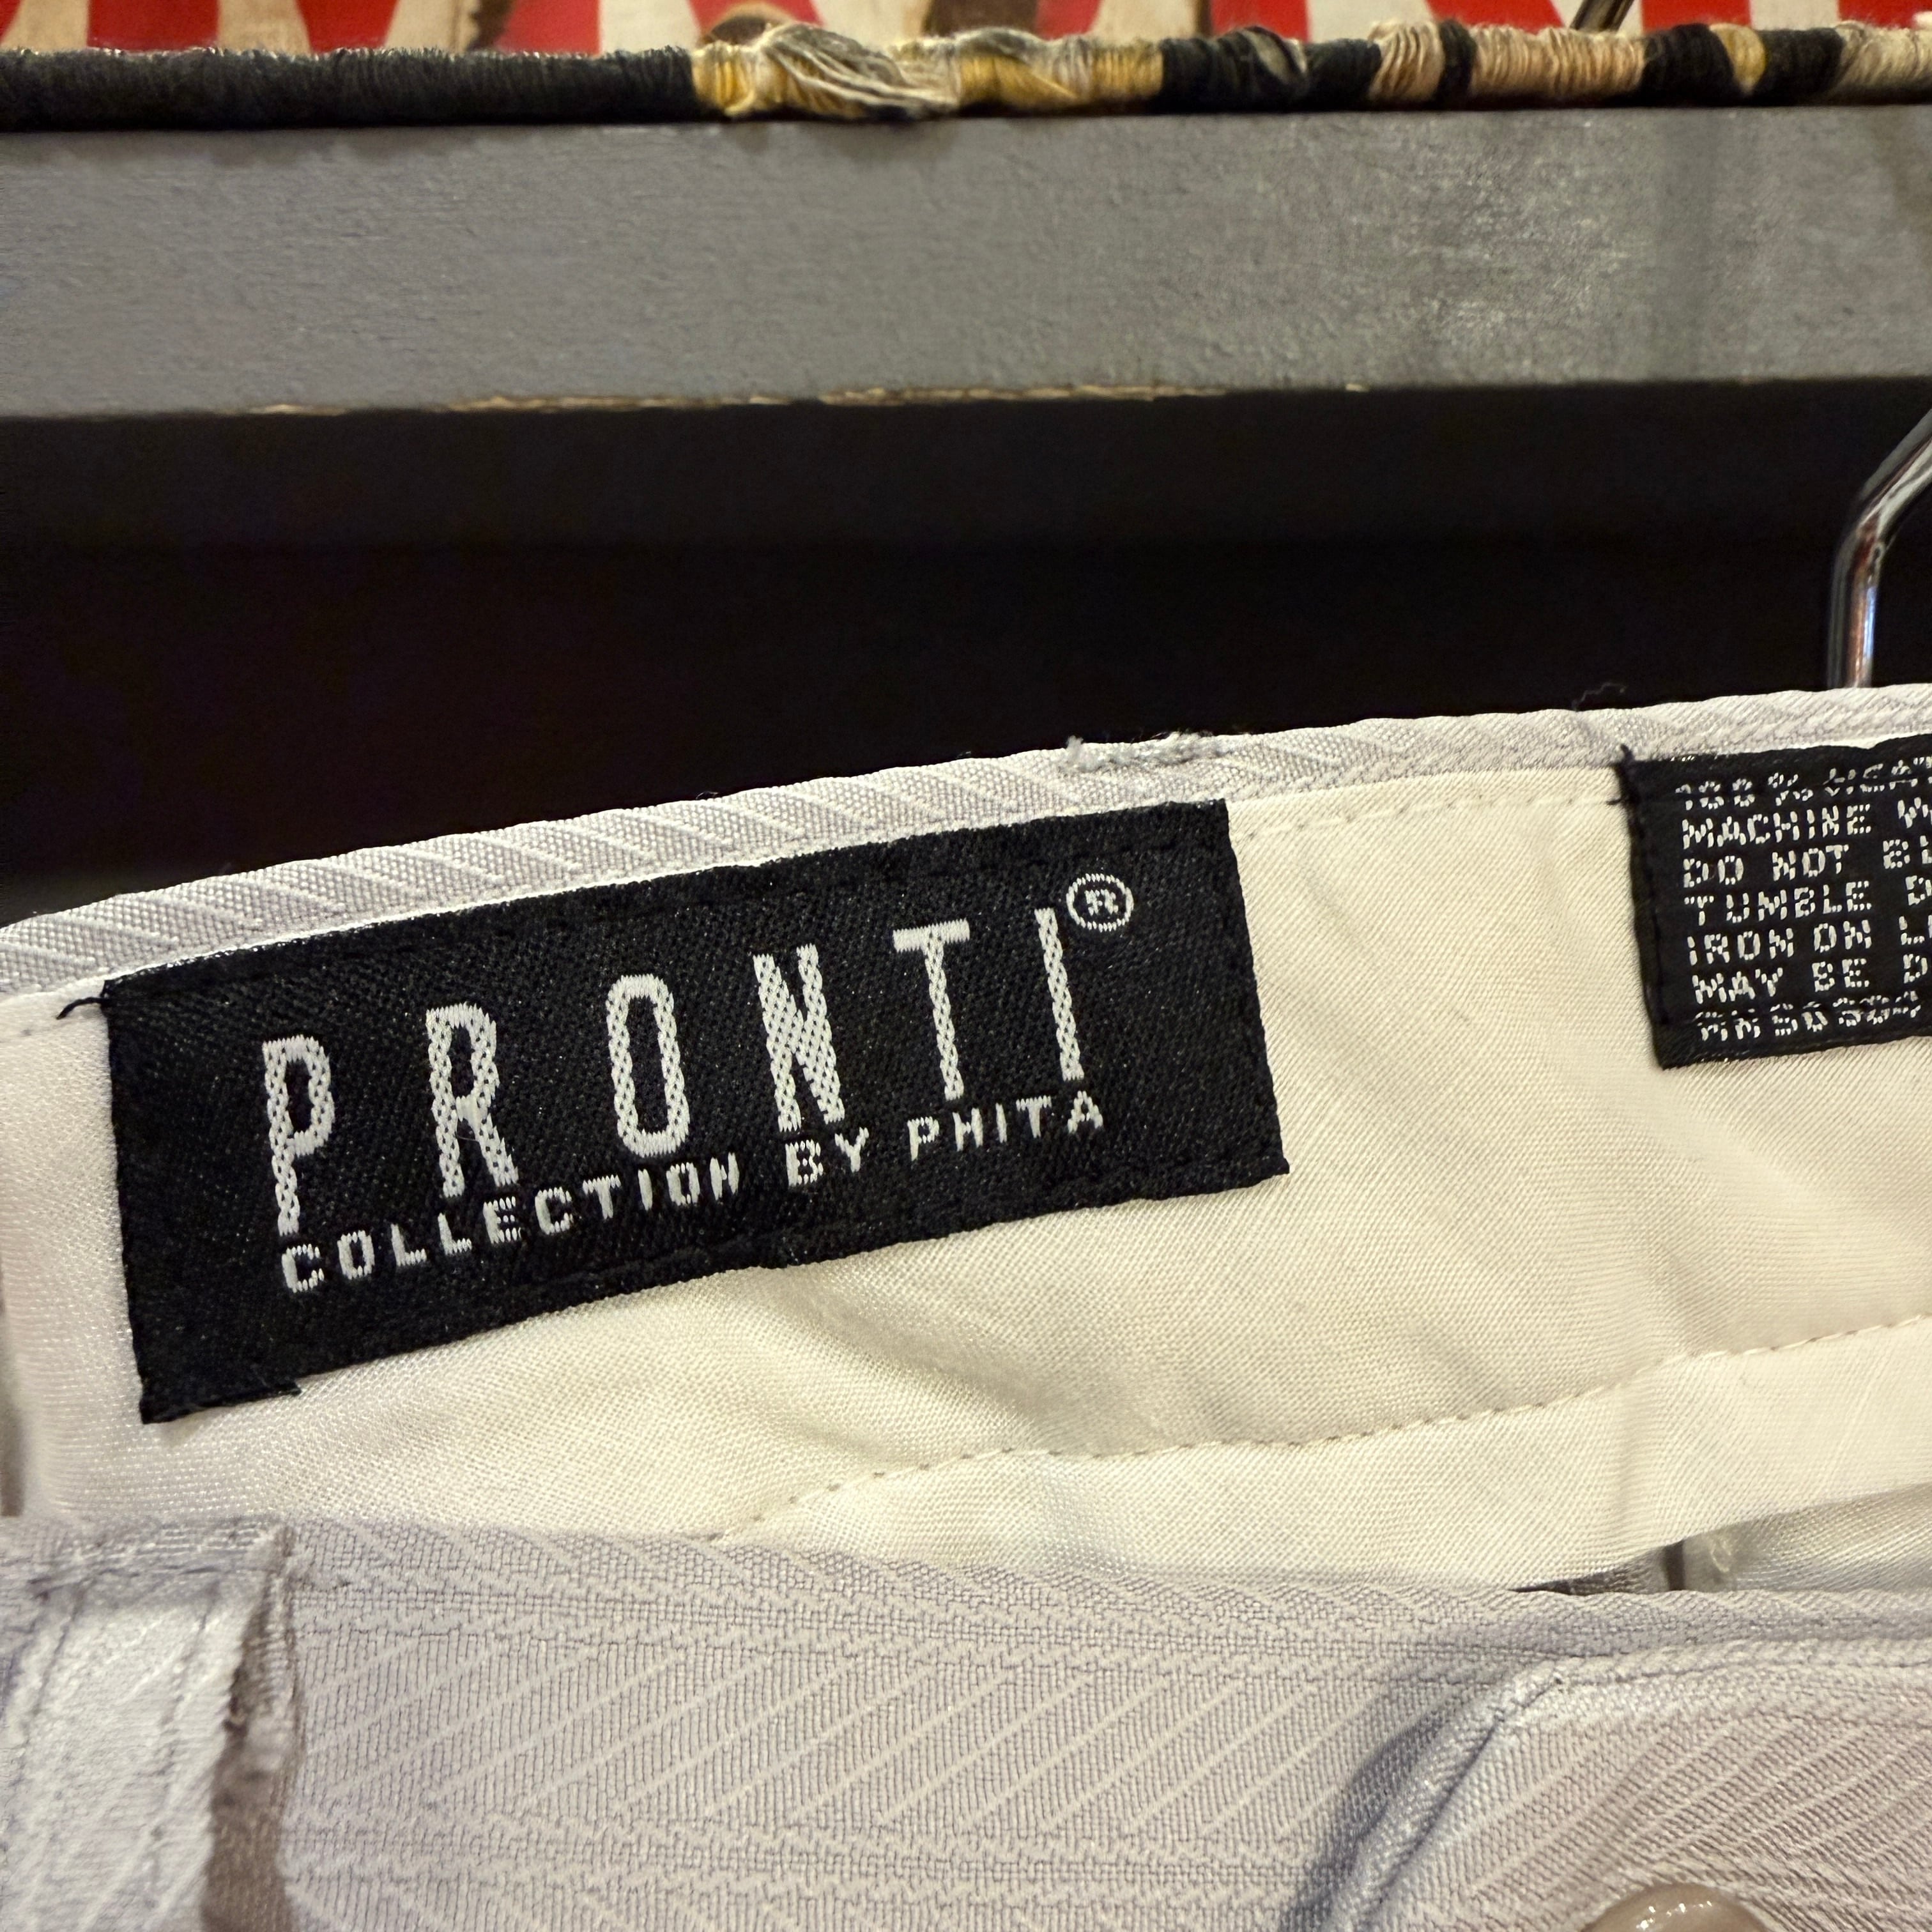 PRONTI®
COLLECTION BY PHITA
MACHINE
DO NOT
TUMBLE
IRON ON
MAY BE